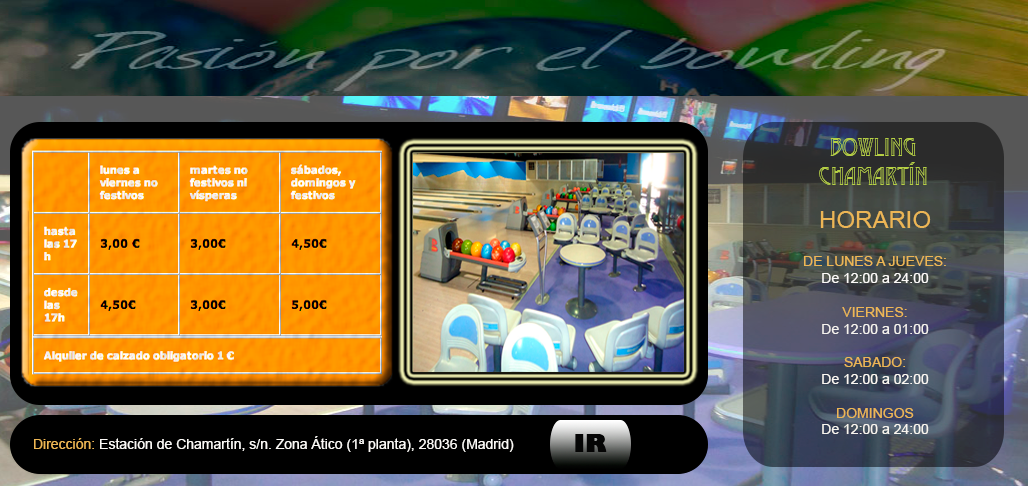 Pasión por el bowling
lunes a
viernes no
festivos
martes no
festivos ni
vísperas
sábados,
domingos y
festivos
hasta
las 17
h
3,00 €
3,00€
4,50€
desde
las
17h
4,50€
3,00€
5,00€
Alquiler de calzado obligatorio 1 €
Dirección: Estación de Chamartín, s/n. Zona Ático (1ª planta), 28036 (Madrid)
IR
BOWLING
CHAMARTÍN
HORARIO
DE LUNES A JUEVES:
De 12:00 a 24:00
VIERNES:
De 12:00 a 01:00
SABADO:
De 12:00 a 02:00
DOMINGOS
De 12:00 a 24:00